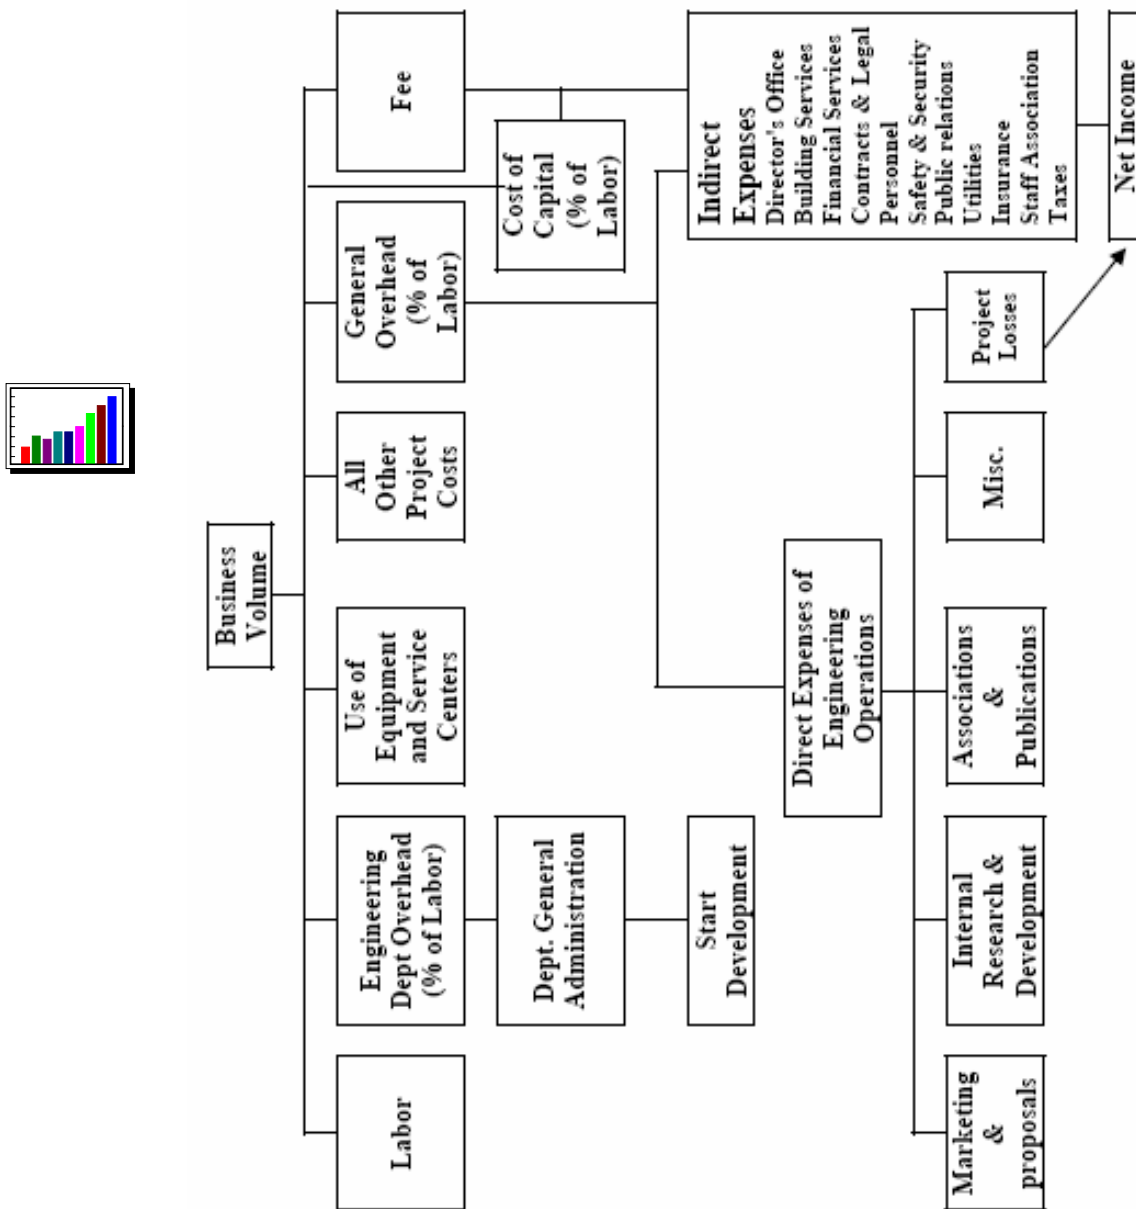 Business
Volume
Labor
Engineering
Dept Overhead
(% of Labor)
Use of
Equipment
and Service
Centers
All
Other
Project
Costs
General
Overhead
(% of
Labor)
Fee
Dept. General
Administration
Cost of
Capital
(% of
Labor)
Start
Development
Indirect
Expenses
Director's Office
Building Services
Financial Services
Contracts & Legal
Personnel
Safety & Security
Public relations
Utilities
Insurance
Staff Association
Taxes
Direct Expenses of
Engineering
Operations
Marketing
&
proposals
Internal
Research &
Development
Associations
&
Publications
Misc.
Project
Losses
Net Income